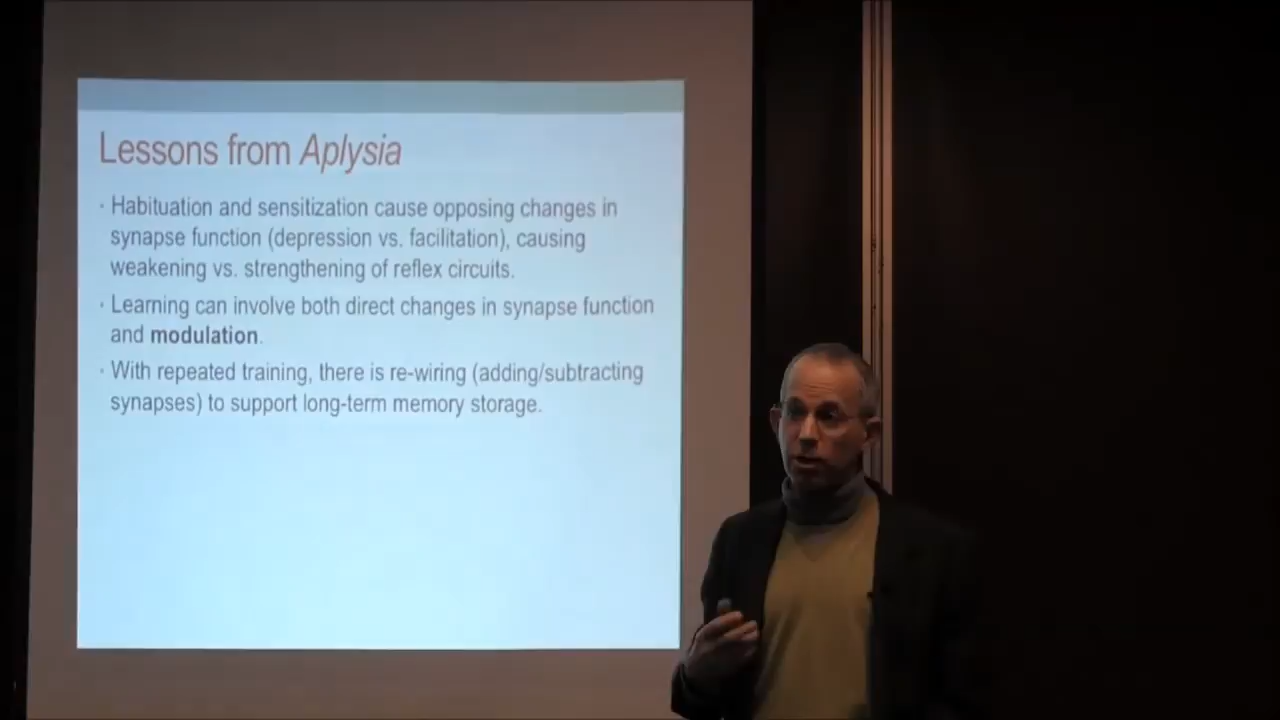 Lessons from Aplysia
· Habituation and sensitization cause opposing changes in
synapse function (depression vs. facilitation), causing
weakening vs. strengthening of reflex circuits.
· Learning can involve both direct changes in synapse function
and modulation.
· With repeated training, there is re-wiring (adding/subtracting
synapses) to support long-term memory storage.